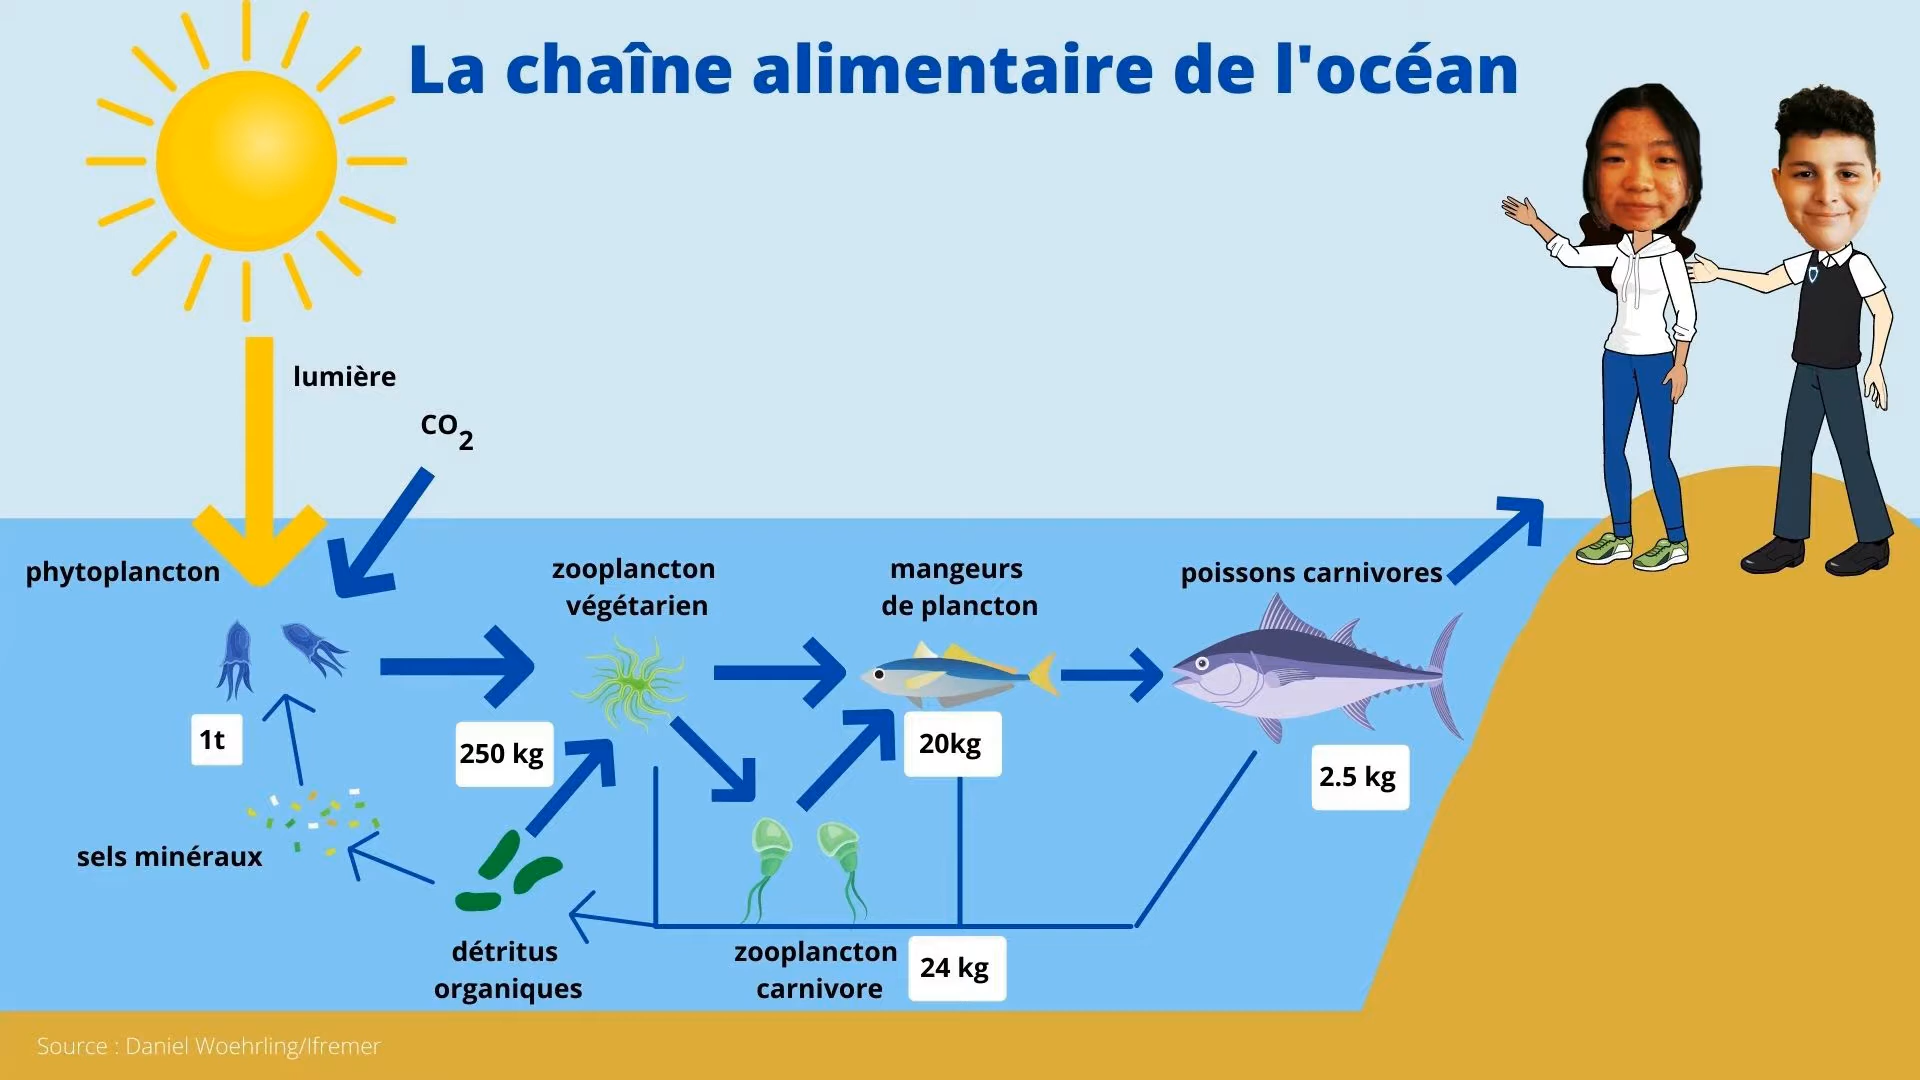 La chaîne alimentaire de l'océan
lumière
CO2
phytoplancton
zooplancton
végétarien
mangeurs
de plancton
poissons carnivores
1t
250 kg
20kg
2.5 kg
sels minéraux
détritus
organiques
zooplancton
carnivore
24 kg
Source : Daniel Woehrling/Ifremer